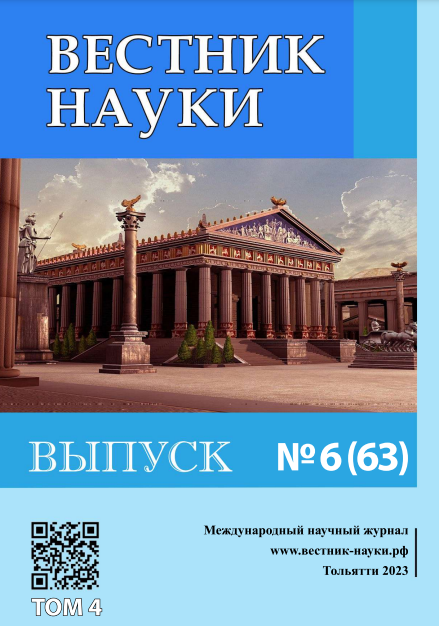 ВЕСТНИК
НАУКИ
ВЫПУСК
№6(63)
Международный научный журнал
www.вестник-науки.рф
Тольятти 2023
ТОМ 4